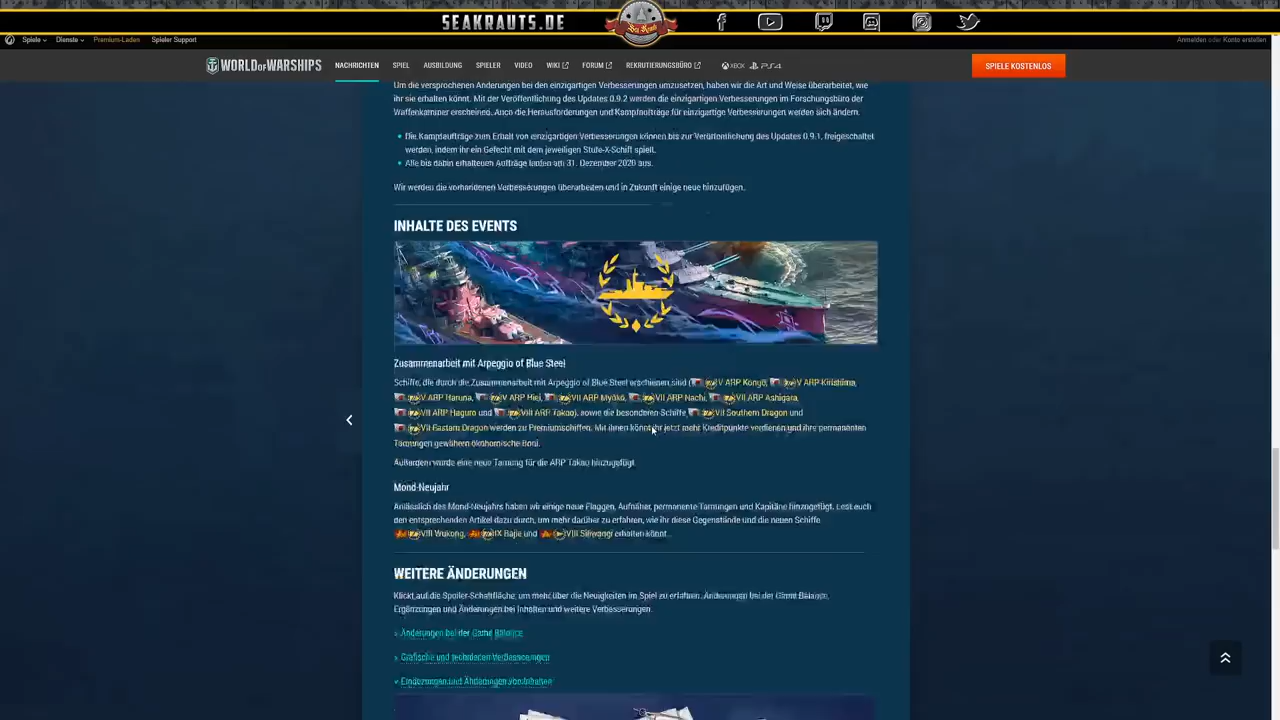 SEAKRAUTS.DE
Spiele Dienste Premium-Laden Spieler Support
Anmelden oder Konto erstellen
WORLD OF WARSHIPS NACHRICHTEN SPIEL AUSBILDUNG SPIELER VIDEO WIKI FORUM REKRUTIERUNGSBÜRO XBOX PS4 SPIELE KOSTENLOS
Um die versprochenen Änderungen bei den einzigartigen Verbesserungen umzusetzen, haben wir die Art und Weise überarbeitet, wie
ihr sie erhalten könnt. Mit der Veröffentlichung des Updates 0.9.2 werden die einzigartigen Verbesserungen im Forschungsbüro der
Waffenkammer erscheinen. Auch die Herausforderungen und Kampfaufträge für einzigartige Verbesserungen werden sich ändern.
Die Kampfaufträge zum Erhalt von einzigartigen Verbesserungen können bis zur Veröffentlichung des Updates 0.9.1, freigeschaltet
werden, indem ihr ein Gefecht mit dem jeweiligen Stufe-X-Schiff spielt.
Alle bis dahin erhaltenen Aufträge laufen am 31. Dezember 2020 aus.
Wir werden die vorhandenen Verbesserungen überarbeiten und in Zukunft einige neue hinzufügen.
INHALTE DES EVENTS
Zusammenarbeit mit Arpeggio of Blue Steel
Schiffe, die durch die Zusammenarbeit mit Arpeggio of Blue Steel erschienen sind ( V ARP Kongō, V ARP Kirishima,
V ARP Haruna, V ARP Hiei, VII ARP Myōkō, VII ARP Nachi, VII ARP Ashigara,
VII ARP Haguro und VIII ARP Takao), sowie die besonderen Schiffe VII Southern Dragon und
VII Eastern Dragon werden zu Premiumschiffen. Mit ihnen könnt ihr jetzt mehr Kreditpunkte verdienen und ihre permanenten
Tarnungen gewähren ökonomische Boni.
Außerdem wurde eine neue Tarnung für die ARP Takao hinzugefügt.
Mond-Neujahr
Anlässlich des Mond-Neujahrs haben wir einige neue Flaggen, Aufnäher, permanente Tarnungen und Kapitäne hinzugefügt. Lest euch
den entsprechenden Artikel dazu durch, um mehr darüber zu erfahren, wie ihr diese Gegenstände und die neuen Schiffe
VIII Wukong, IX Bajie und VIII Sanzang erhalten könnt.
WEITERE ÄNDERUNGEN
Klickt auf die Spoiler-Schaltfläche, um mehr über die Neuigkeiten im Spiel zu erfahren. Änderungen bei der Game Balance,
Ergänzungen und Änderungen bei Inhalten und weitere Verbesserungen.
Änderungen bei der Game Balance
Grafische und technische Verbesserungen
Ergänzungen und Änderungen von Inhalten